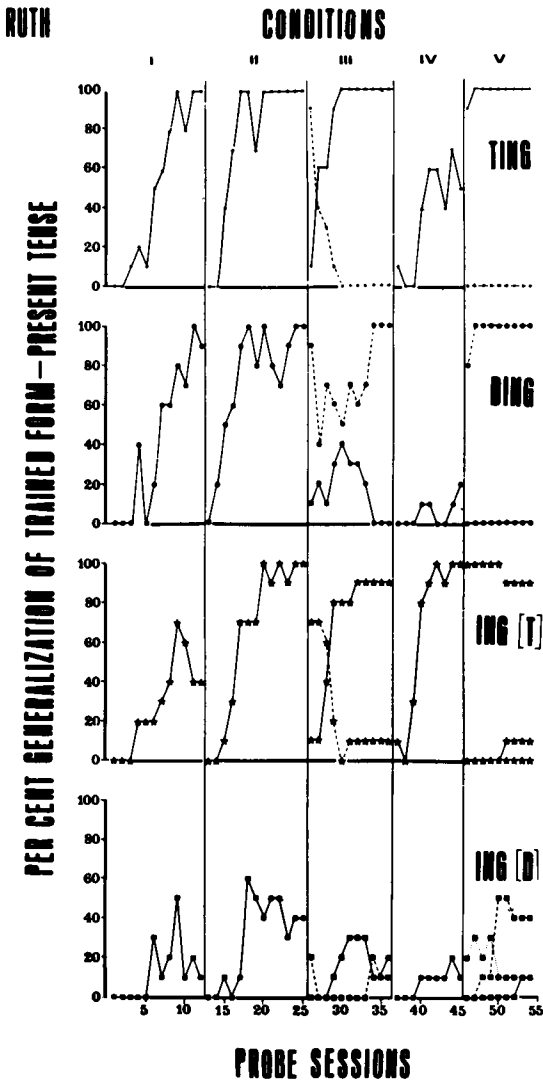 RUTH
CONDITIONS
I II III IV V
PER CENT GENERALIZATION OF TRAINED FORM—PRESENT TENSE
100
80
60
40
20
0
TING
100
80
60
40
20
0
DING
100
80
60
40
20
0
ING [T]
100
80
60
40
20
0
ING [D]
5 10 15 20 25 30 35 40 45 50 55
PROBE SESSIONS